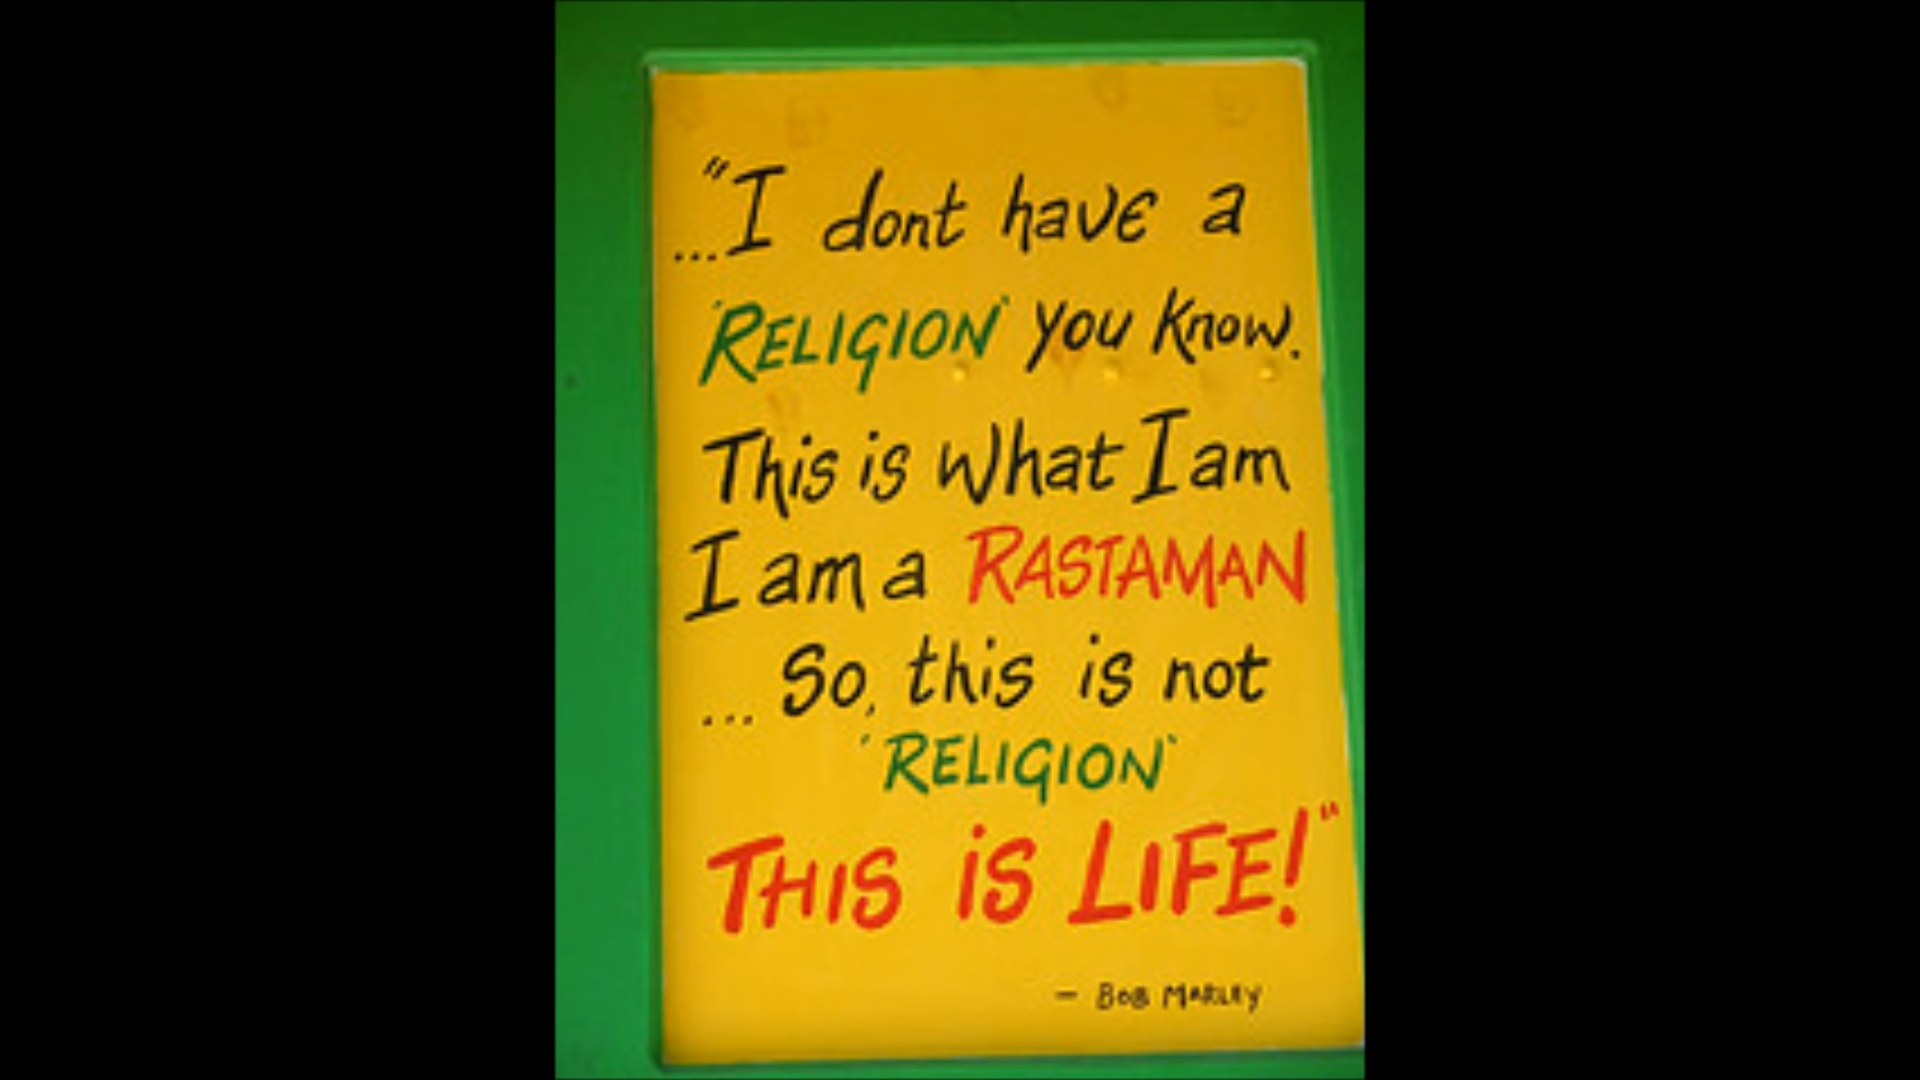 ..."I dont have a
'RELIGION' you know.
This is what I am
I am a RASTAMAN
... So, this is not
'RELIGION'
THIS is LiFE!"
- BOB MARLEY